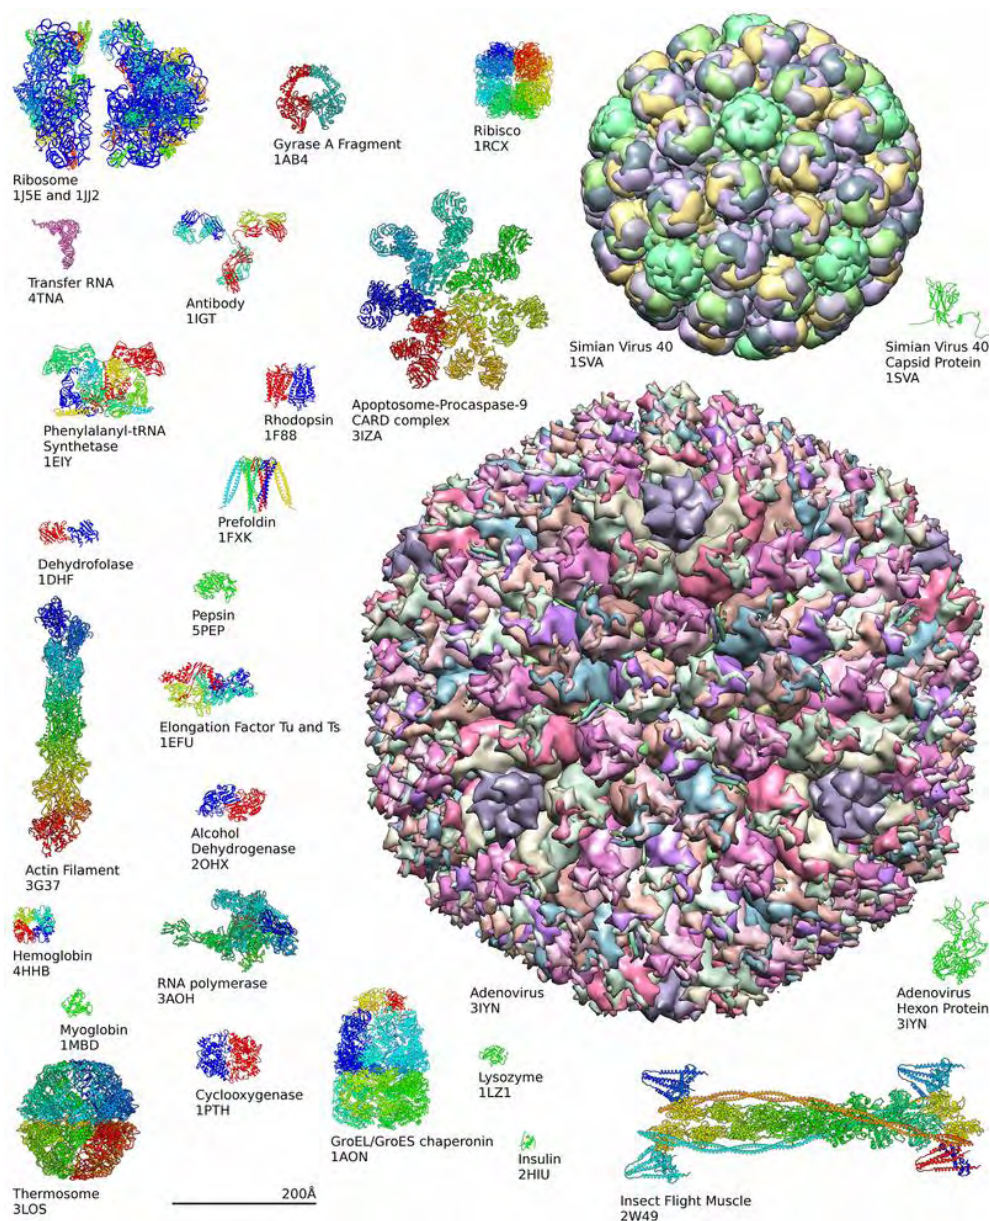 Ribosome
1J5E and 1JJ2
Gyrase A Fragment
1AB4
Ribisco
1RCX
Transfer RNA
4TNA
Antibody
1IGT
Simian Virus 40
1SVA
Simian Virus 40
Capsid Protein
1SVA
Phenylalanyl-tRNA
Synthetase
1EIY
Rhodopsin
1F88
Apoptosome-Procaspase-9
CARD complex
3IZA
Prefoldin
1FXK
Dehydrofolase
1DHF
Pepsin
5PEP
Elongation Factor Tu and Ts
1EFU
Alcohol
Dehydrogenase
2OHX
Actin Filament
3G37
Hemoglobin
4HHB
RNA polymerase
3AOH
Adenovirus
3IYN
Adenovirus
Hexon Protein
3IYN
Myoglobin
1MBD
Cyclooxygenase
1PTH
Lysozyme
1LZ1
GroEL/GroES chaperonin
1AON
Insulin
2HIU
Thermosome
3LOS
200Å
Insect Flight Muscle
2W49